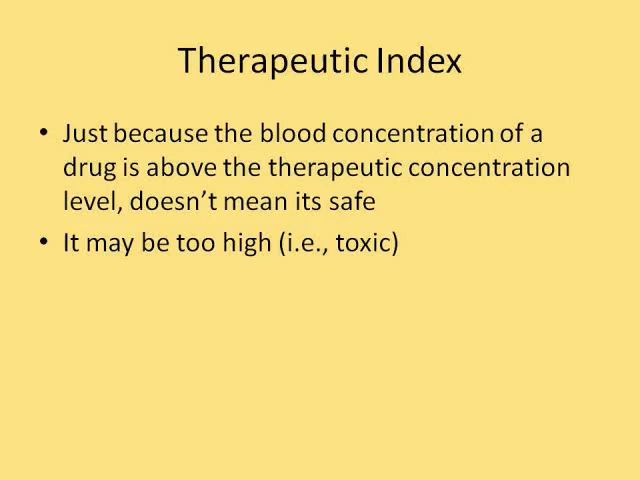 Therapeutic Index
• Just because the blood concentration of a
drug is above the therapeutic concentration
level, doesn’t mean its safe
• It may be too high (i.e., toxic)